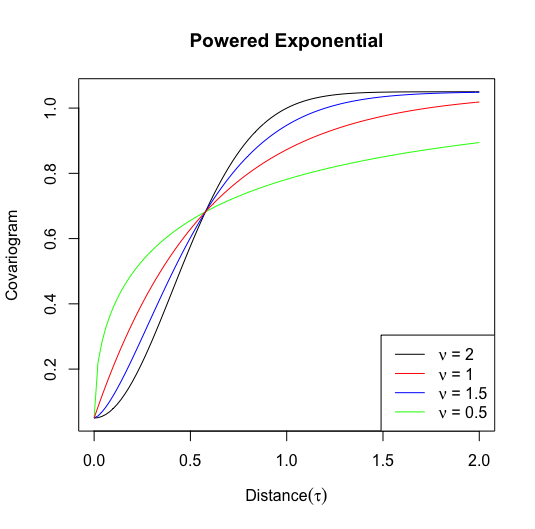 Powered Exponential
Covariogram
1.0
0.8
0.6
0.4
0.2
ν = 2
ν = 1
ν = 1.5
ν = 0.5
0.0 0.5 1.0 1.5 2.0
Distance(τ)